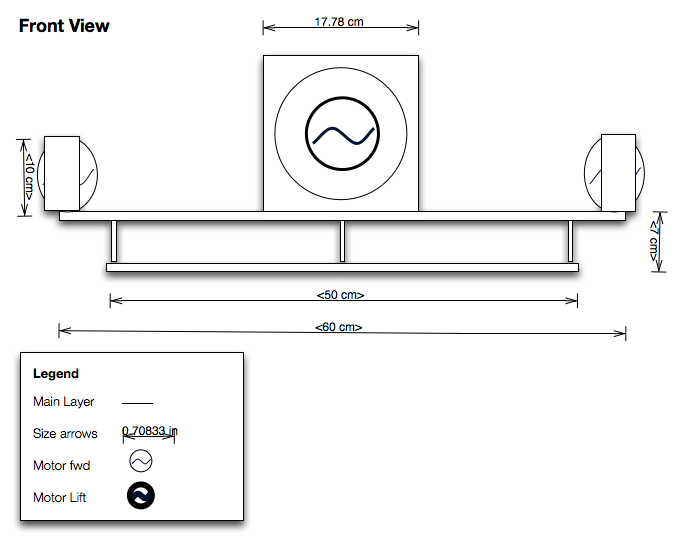 Front View
17.78 cm
<10 cm>
<7 cm>
<50 cm>
<60 cm>
Legend
Main Layer
Size arrows
0.70833 in
Motor fwd
Motor Lift